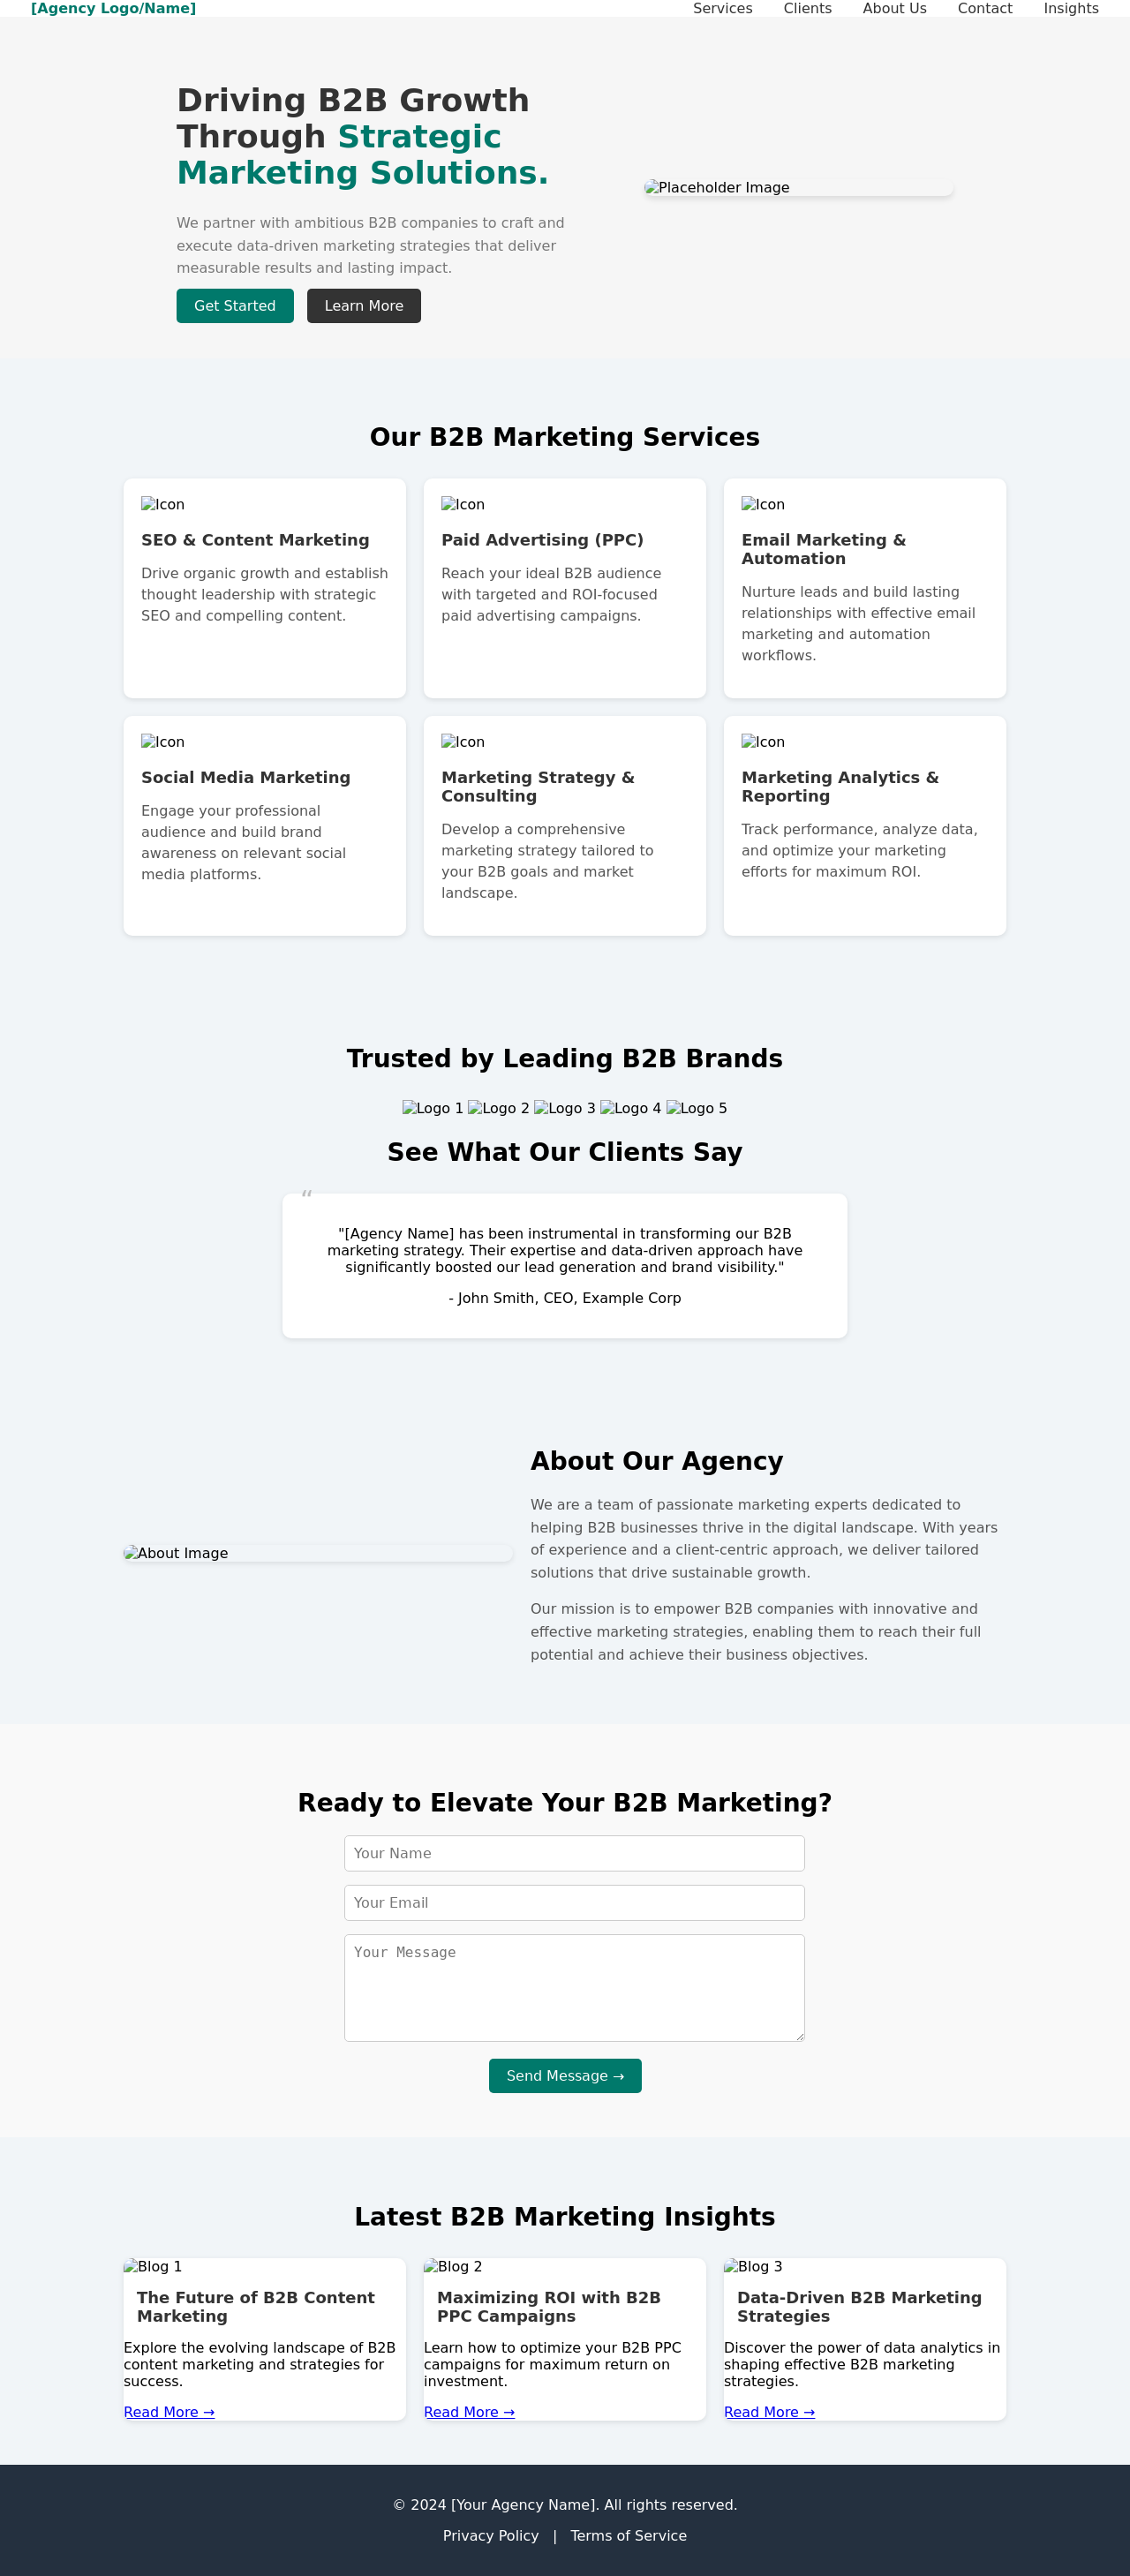 [Agency Logo/Name]
Services Clients About Us Contact Insights
Driving B2B Growth
Through Strategic
Marketing Solutions.
We partner with ambitious B2B companies to craft and
execute data-driven marketing strategies that deliver
measurable results and lasting impact.
Get Started Learn More
Placeholder Image
Our B2B Marketing Services
Icon
SEO & Content Marketing
Drive organic growth and establish
thought leadership with strategic
SEO and compelling content.
Icon
Paid Advertising (PPC)
Reach your ideal B2B audience
with targeted and ROI-focused
paid advertising campaigns.
Icon
Email Marketing &
Automation
Nurture leads and build lasting
relationships with effective email
marketing and automation
workflows.
Icon
Social Media Marketing
Engage your professional
audience and build brand
awareness on relevant social
media platforms.
Icon
Marketing Strategy &
Consulting
Develop a comprehensive
marketing strategy tailored to
your B2B goals and market
landscape.
Icon
Marketing Analytics &
Reporting
Track performance, analyze data,
and optimize your marketing
efforts for maximum ROI.
Trusted by Leading B2B Brands
Logo 1 Logo 2 Logo 3 Logo 4 Logo 5
See What Our Clients Say
“
"[Agency Name] has been instrumental in transforming our B2B
marketing strategy. Their expertise and data-driven approach have
significantly boosted our lead generation and brand visibility."
- John Smith, CEO, Example Corp
About Image
About Our Agency
We are a team of passionate marketing experts dedicated to
helping B2B businesses thrive in the digital landscape. With years
of experience and a client-centric approach, we deliver tailored
solutions that drive sustainable growth.
Our mission is to empower B2B companies with innovative and
effective marketing strategies, enabling them to reach their full
potential and achieve their business objectives.
Ready to Elevate Your B2B Marketing?
Your Name
Your Email
Your Message
Send Message →
Latest B2B Marketing Insights
Blog 1
The Future of B2B Content
Marketing
Explore the evolving landscape of B2B
content marketing and strategies for
success.
Read More →
Blog 2
Maximizing ROI with B2B
PPC Campaigns
Learn how to optimize your B2B PPC
campaigns for maximum return on
investment.
Read More →
Blog 3
Data-Driven B2B Marketing
Strategies
Discover the power of data analytics in
shaping effective B2B marketing
strategies.
Read More →
© 2024 [Your Agency Name]. All rights reserved.
Privacy Policy | Terms of Service